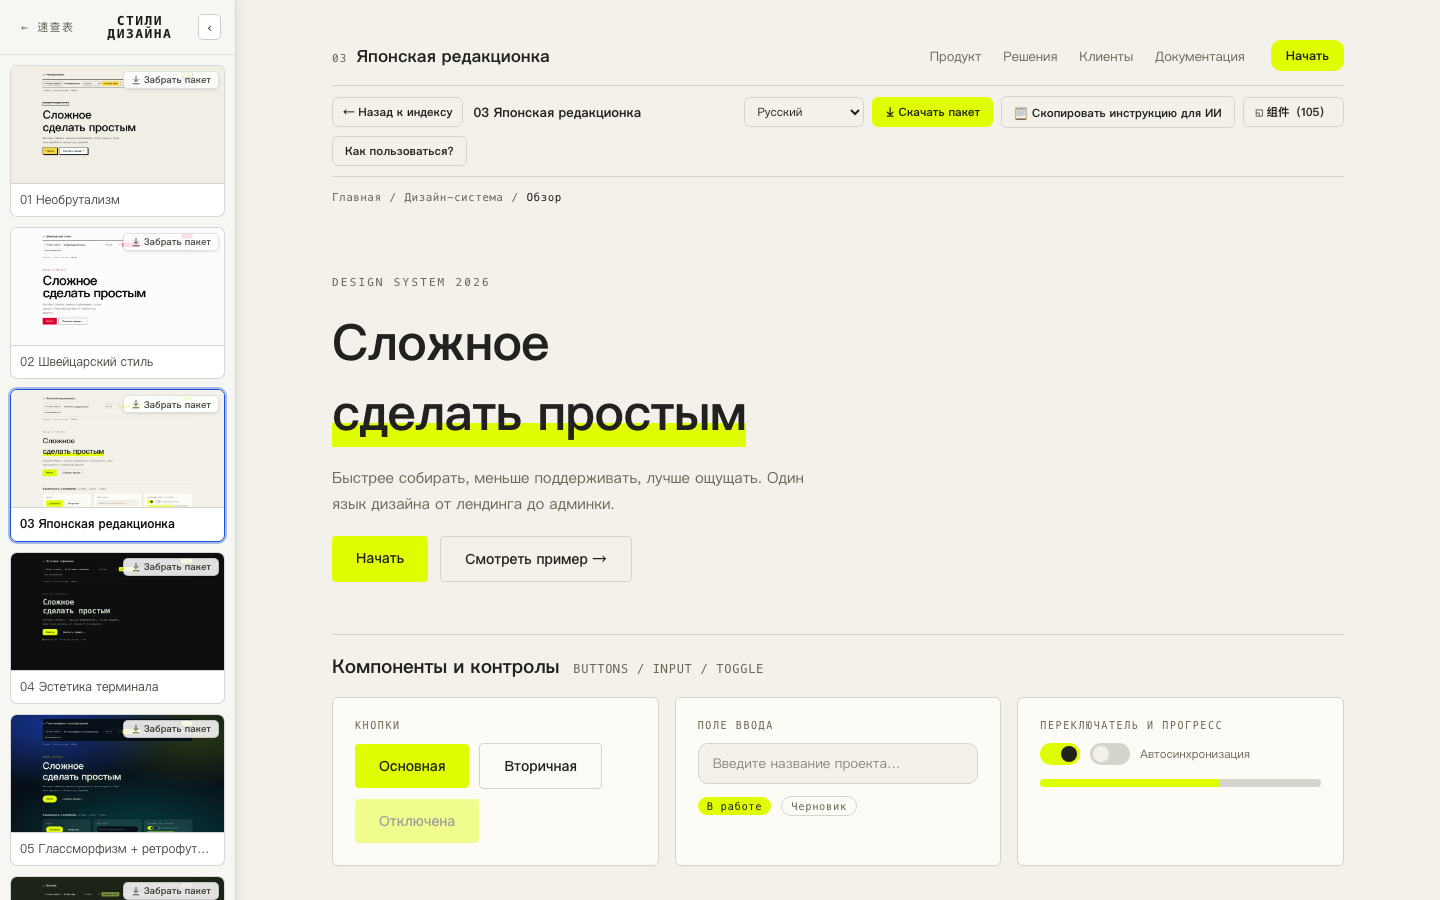 ← 速查表
СТИЛИ
ДИЗАЙНА
‹
Забрать пакет
Сложное
сделать простым
01 Необрутализм
Забрать пакет
Сложное
сделать простым
02 Швейцарский стиль
Забрать пакет
Сложное
сделать простым
03 Японская редакционка
Забрать пакет
Сложное
сделать простым
04 Эстетика терминала
Забрать пакет
Сложное
сделать простым
05 Глассморфизм + ретрофут...
Забрать пакет
03 Японская редакционка
Продукт Решения Клиенты Документация Начать
← Назад к индексу 03 Японская редакционка Русский Скачать пакет Скопировать инструкцию для ИИ 组件 (105)
Как пользоваться?
Главная / Дизайн-система / Обзор
DESIGN SYSTEM 2026
Сложное
сделать простым
Быстрее собирать, меньше поддерживать, лучше ощущать. Один
язык дизайна от лендинга до админки.
Начать Смотреть пример →
Компоненты и контролы BUTTONS / INPUT / TOGGLE
КНОПКИ
Основная Вторичная
Отключена
ПОЛЕ ВВОДА
Введите название проекта...
В работе Черновик
ПЕРЕКЛЮЧАТЕЛЬ И ПРОГРЕСС
Автосинхронизация